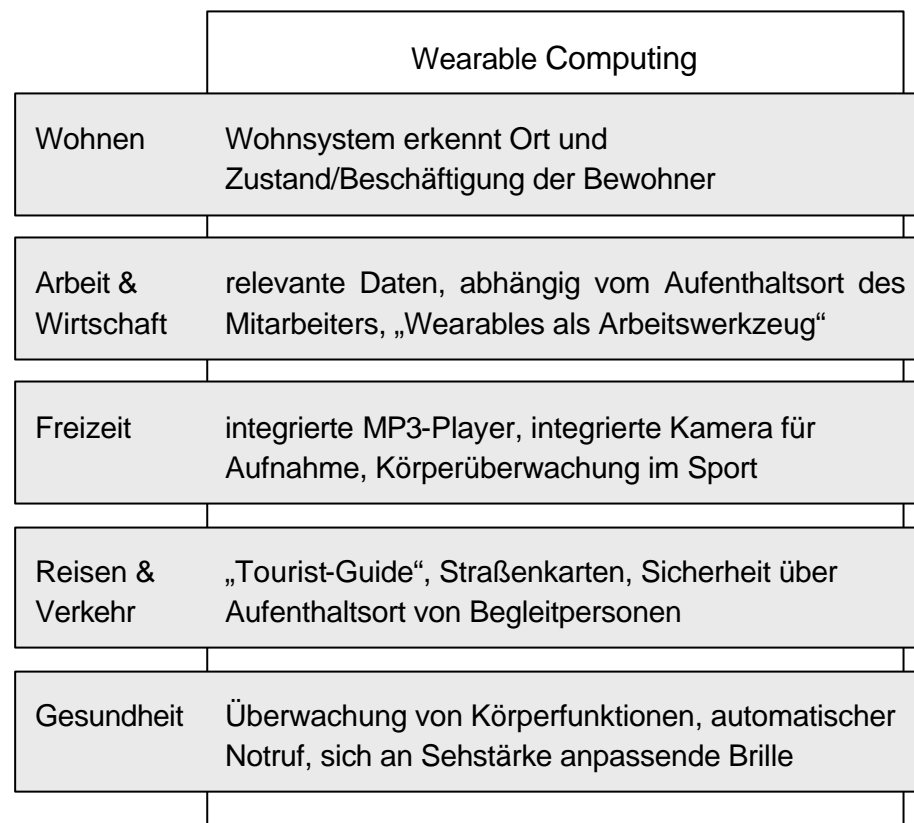 Wearable Computing
Wohnen Wohnsystem erkennt Ort und
Zustand/Beschäftigung der Bewohner
Arbeit & relevante Daten, abhängig vom Aufenthaltsort des
Wirtschaft Mitarbeiters, „Wearables als Arbeitswerkzeug“
Freizeit integrierte MP3-Player, integrierte Kamera für
Aufnahme, Körperüberwachung im Sport
Reisen & „Tourist-Guide“, Straßenkarten, Sicherheit über
Verkehr Aufenthaltsort von Begleitpersonen
Gesundheit Überwachung von Körperfunktionen, automatischer
Notruf, sich an Sehstärke anpassende Brille